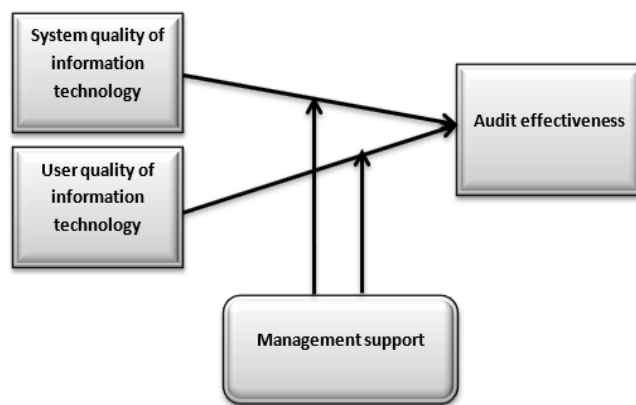 System quality of
information
technology
Audit effectiveness
User quality of
information
technology
Management support